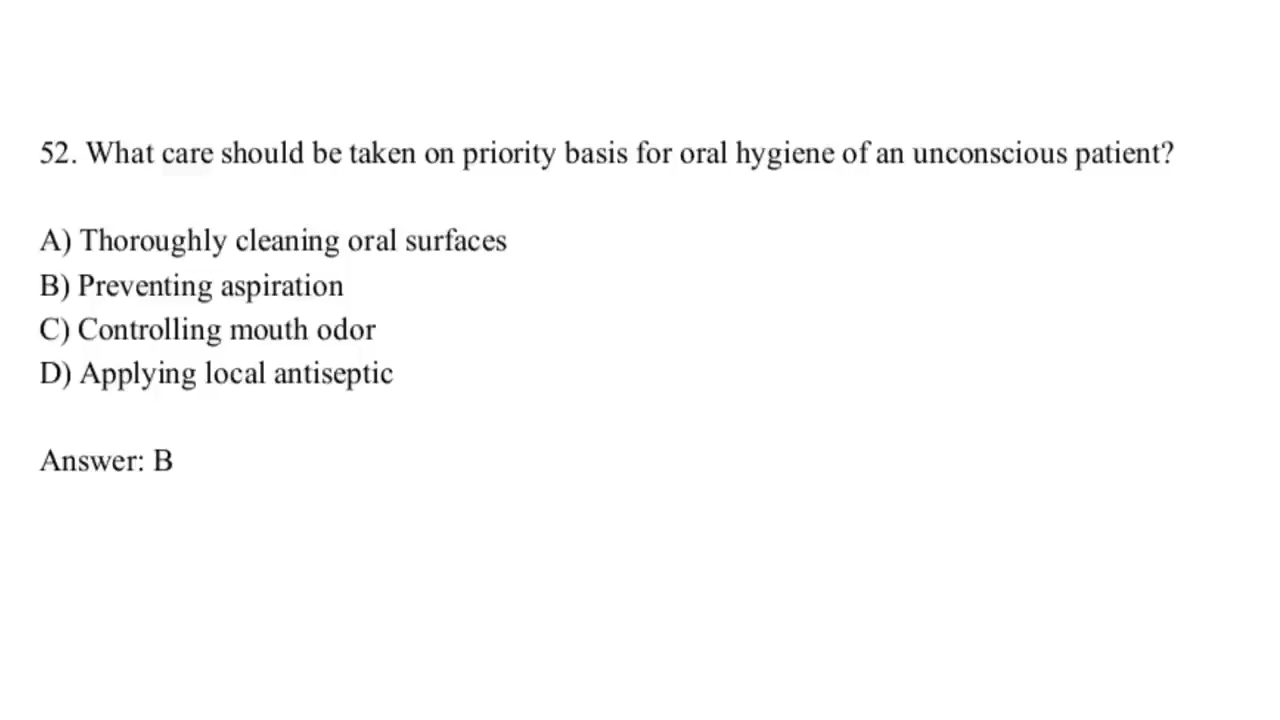 52. What care should be taken on priority basis for oral hygiene of an unconscious patient?
A) Thoroughly cleaning oral surfaces
B) Preventing aspiration
C) Controlling mouth odor
D) Applying local antiseptic
Answer: B